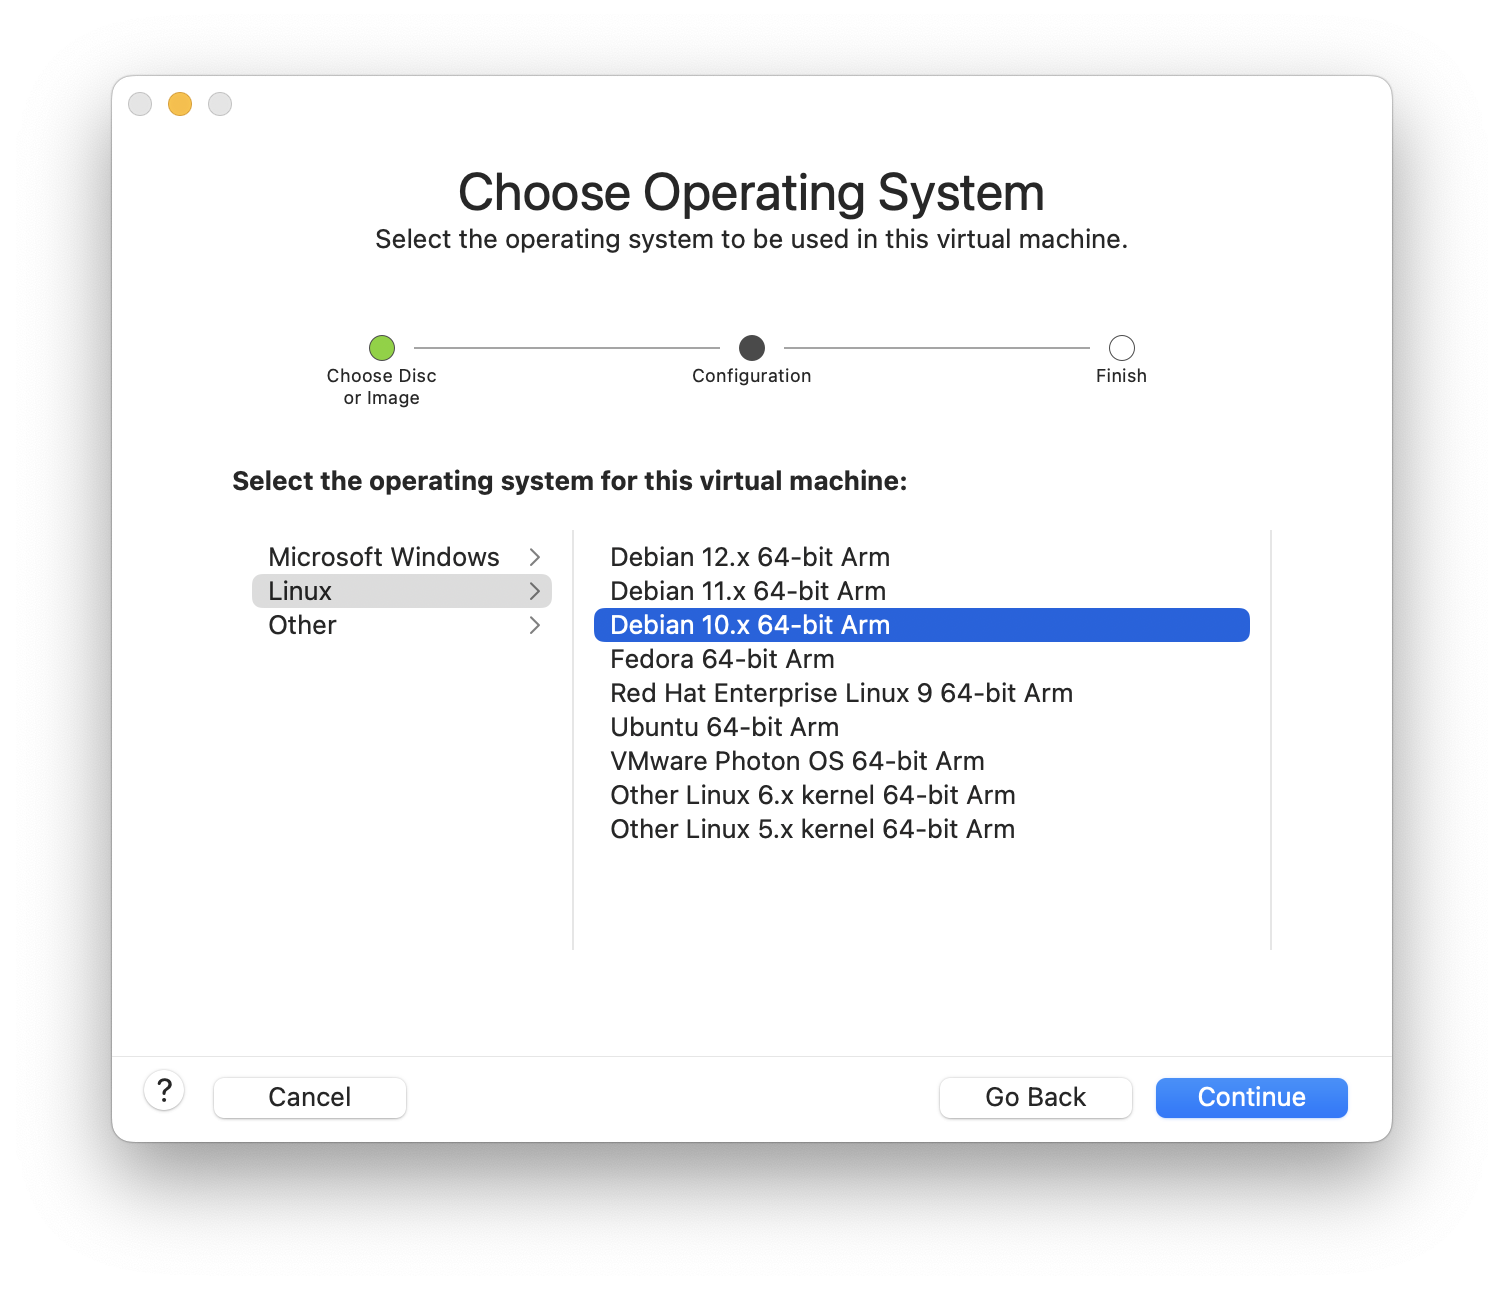 Choose Operating System
Select the operating system to be used in this virtual machine.
Choose Disc
or Image
Configuration
Finish
Select the operating system for this virtual machine:
Microsoft Windows
Linux
Other
Debian 12.x 64-bit Arm
Debian 11.x 64-bit Arm
Debian 10.x 64-bit Arm
Fedora 64-bit Arm
Red Hat Enterprise Linux 9 64-bit Arm
Ubuntu 64-bit Arm
VMware Photon OS 64-bit Arm
Other Linux 6.x kernel 64-bit Arm
Other Linux 5.x kernel 64-bit Arm
?
Cancel
Go Back
Continue